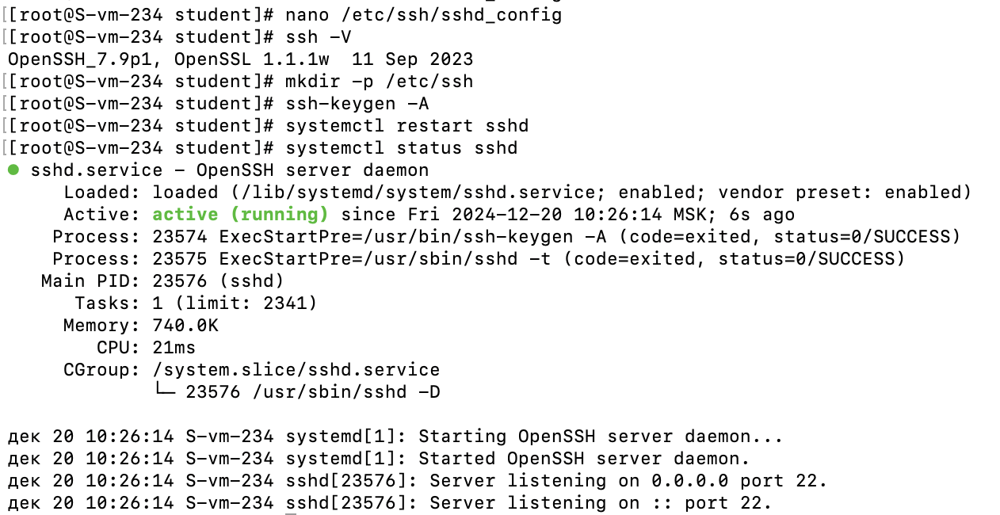 [[root@S-vm-234 student]# nano /etc/ssh/sshd_config
[[root@S-vm-234 student]# ssh -V
OpenSSH_7.9p1, OpenSSL 1.1.1w  11 Sep 2023
[[root@S-vm-234 student]# mkdir -p /etc/ssh
[[root@S-vm-234 student]# ssh-keygen -A
[[root@S-vm-234 student]# systemctl restart sshd
[[root@S-vm-234 student]# systemctl status sshd
● sshd.service - OpenSSH server daemon
     Loaded: loaded (/lib/systemd/system/sshd.service; enabled; vendor preset: enabled)
     Active: active (running) since Fri 2024-12-20 10:26:14 MSK; 6s ago
    Process: 23574 ExecStartPre=/usr/bin/ssh-keygen -A (code=exited, status=0/SUCCESS)
    Process: 23575 ExecStartPre=/usr/sbin/sshd -t (code=exited, status=0/SUCCESS)
   Main PID: 23576 (sshd)
      Tasks: 1 (limit: 2341)
     Memory: 740.0K
        CPU: 21ms
     CGroup: /system.slice/sshd.service
             └─ 23576 /usr/sbin/sshd -D

дек 20 10:26:14 S-vm-234 systemd[1]: Starting OpenSSH server daemon...
дек 20 10:26:14 S-vm-234 systemd[1]: Started OpenSSH server daemon.
дек 20 10:26:14 S-vm-234 sshd[23576]: Server listening on 0.0.0.0 port 22.
дек 20 10:26:14 S-vm-234 sshd[23576]: Server listening on :: port 22.